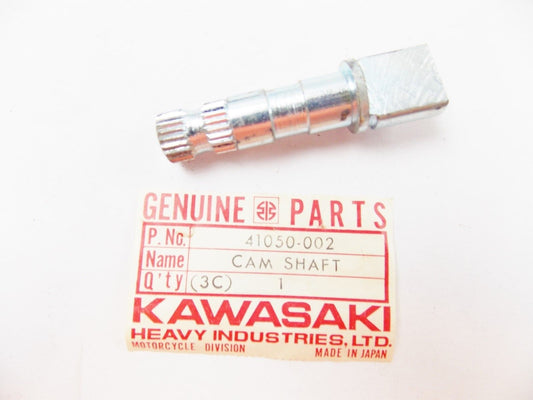 GENUINE PARTS
P. No. 41050-002
Name CAM SHAFT
Q'ty (3C) 1
KAWASAKI
HEAVY INDUSTRIES, LTD.
MOTORCYCLE DIVISION MADE IN JAPAN